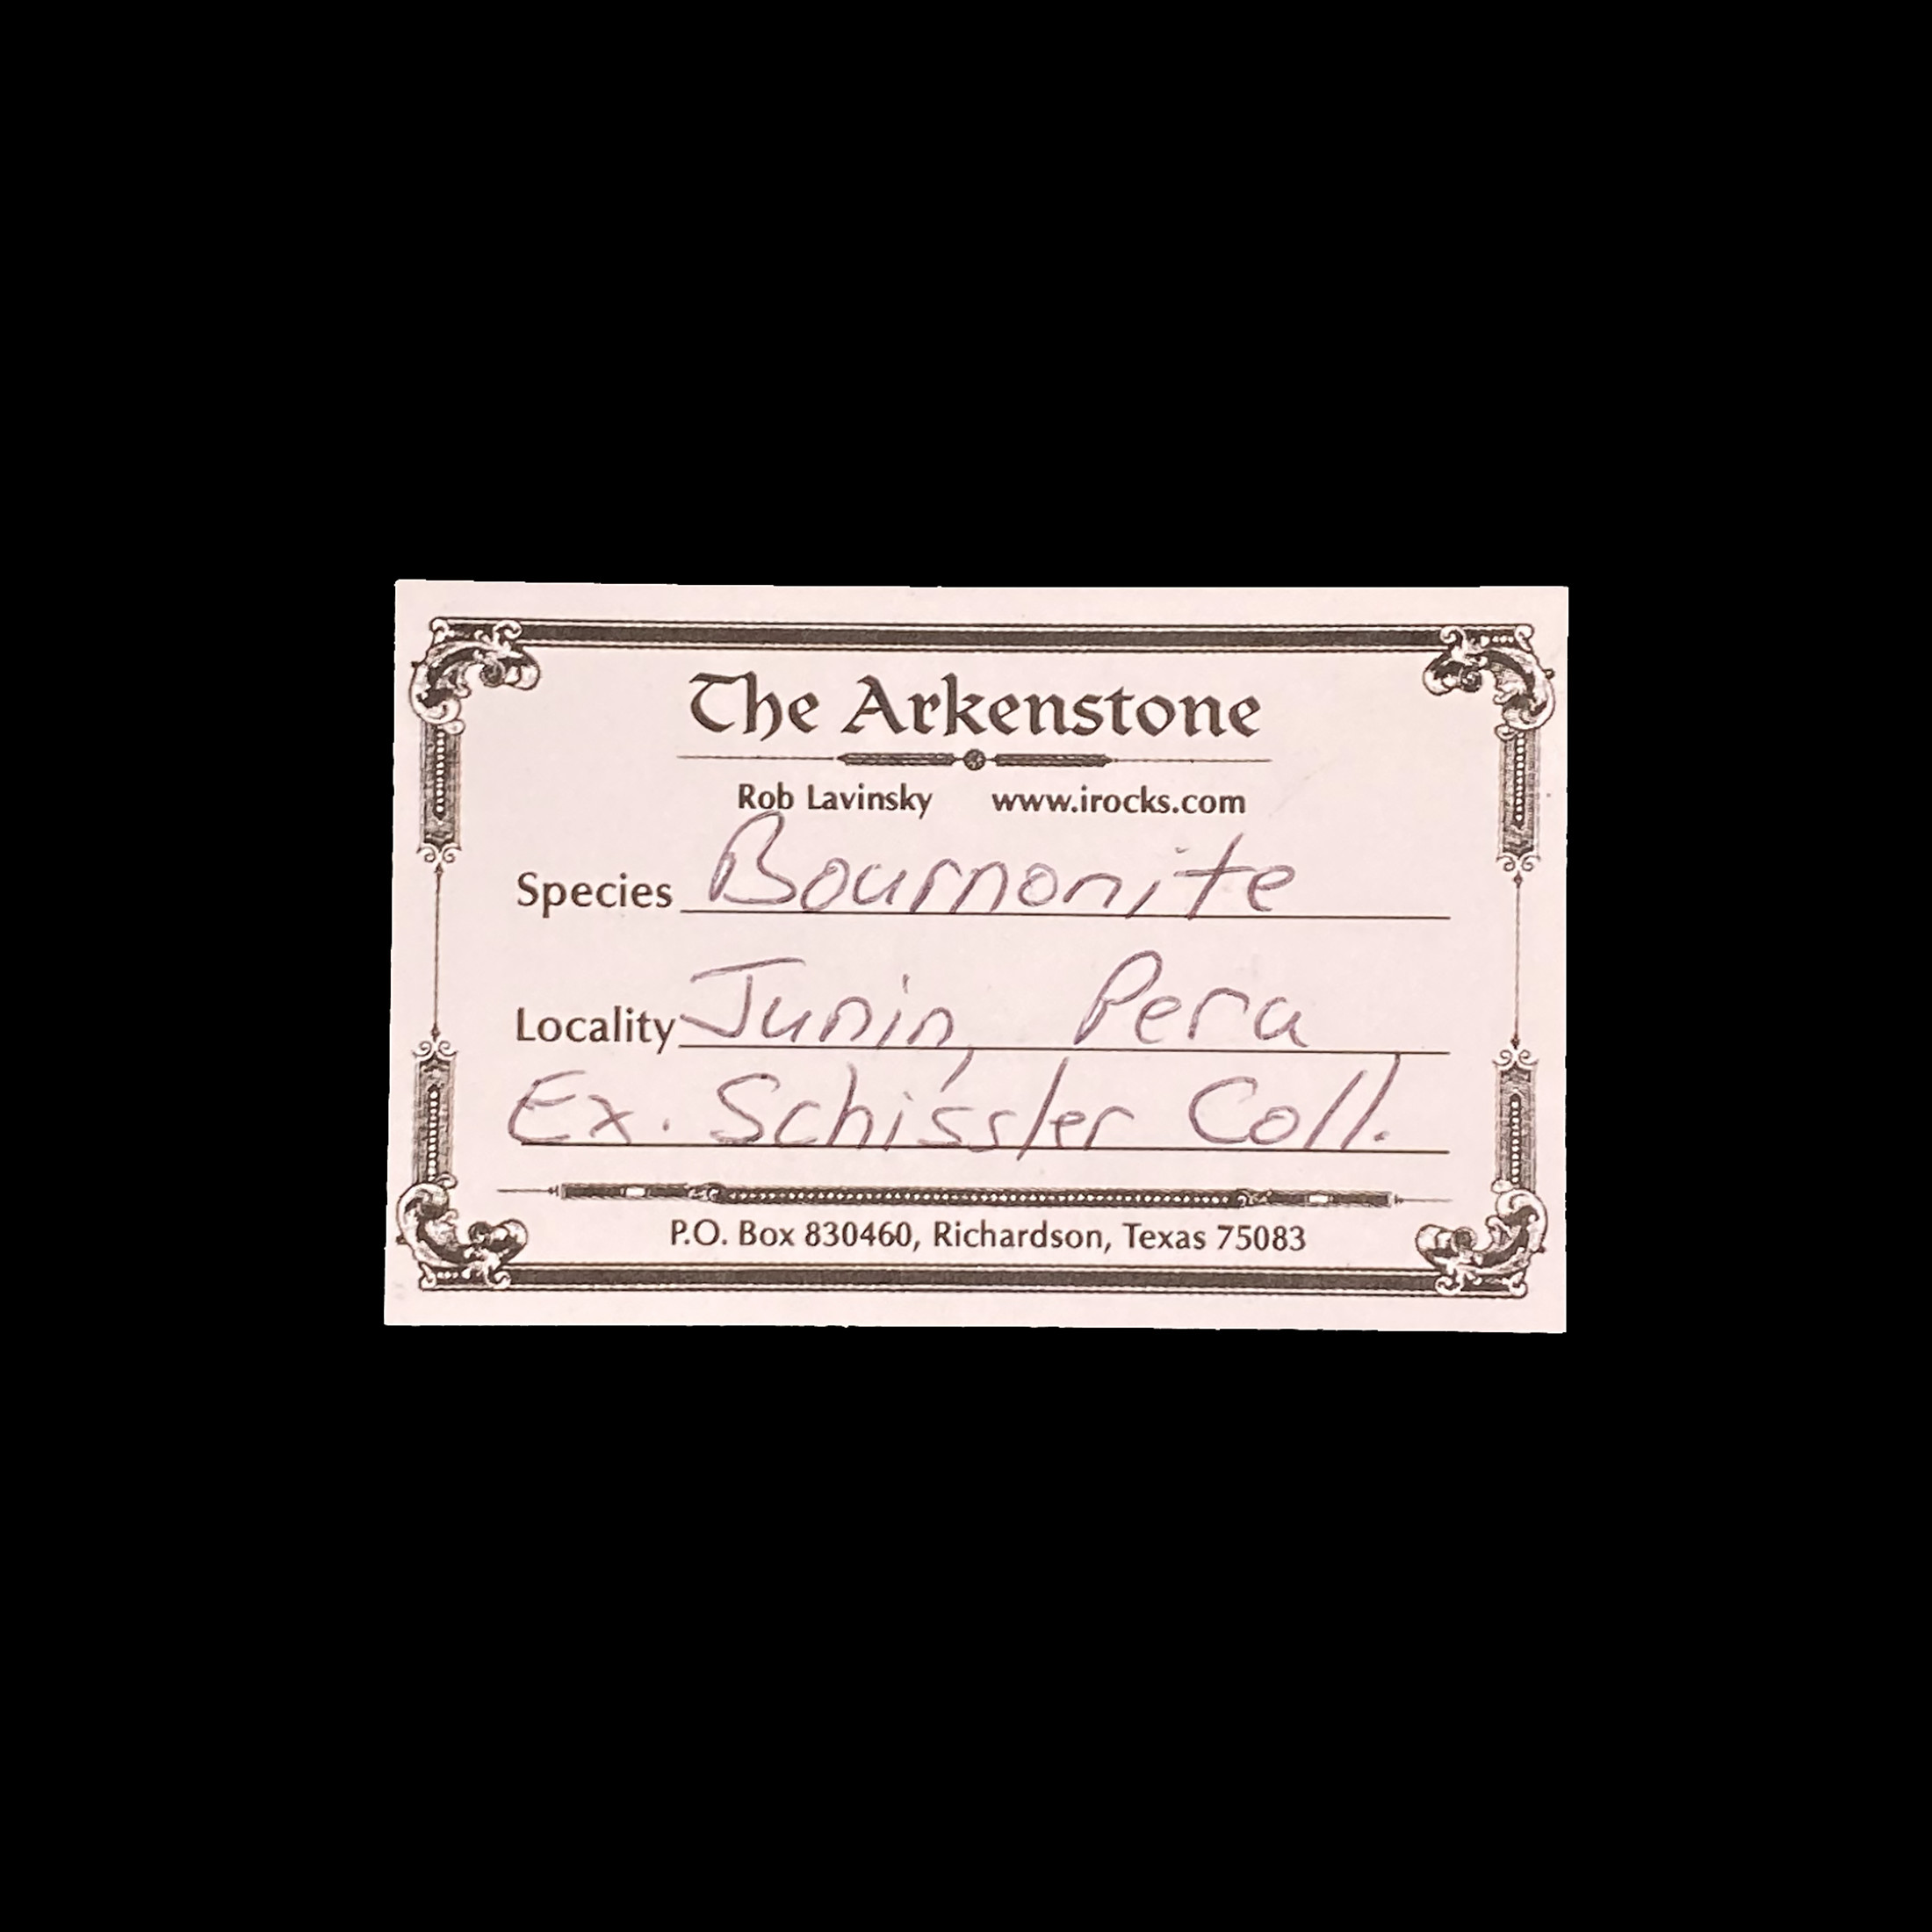 The Arkenstone
Rob Lavinsky www.irocks.com
Species Bournonite
Locality Junin, Peru
Ex. Schissler Coll.
P.O. Box 830460, Richardson, Texas 75083